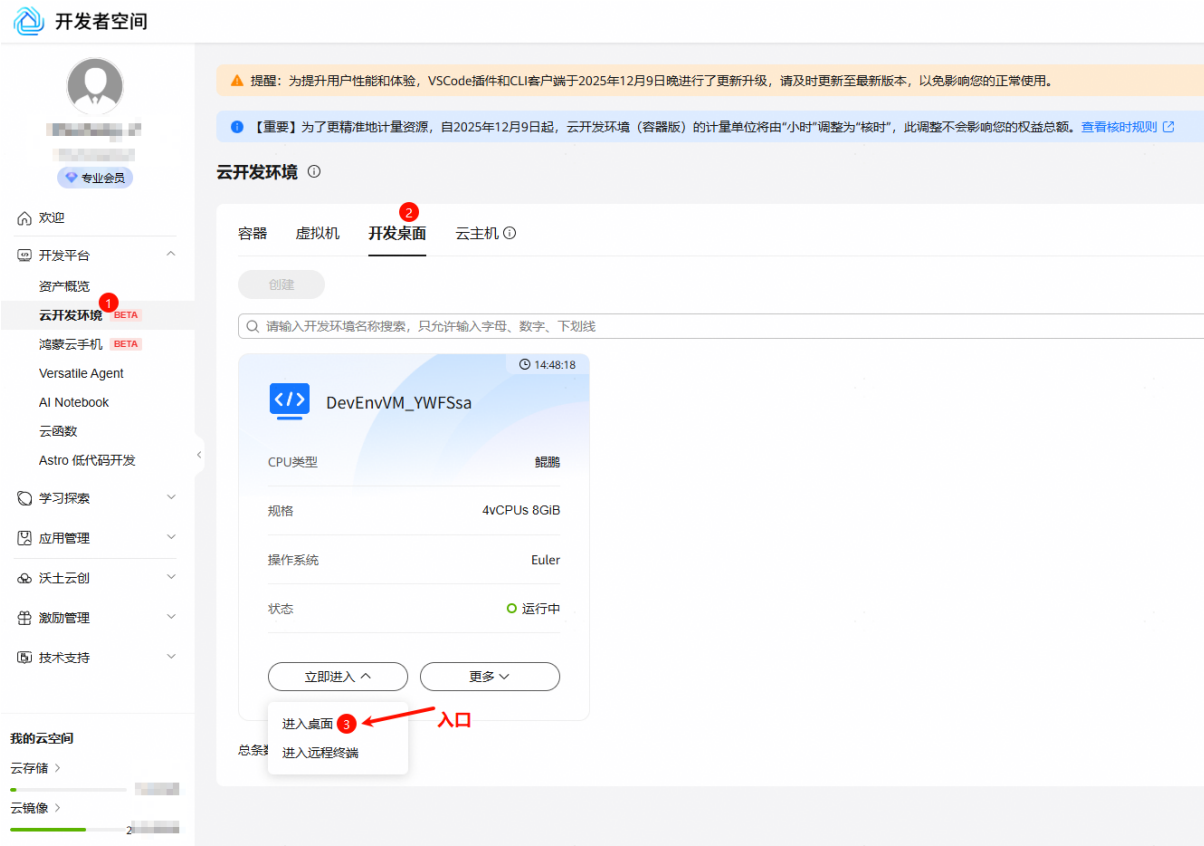 开发者空间
专业会员
欢迎
开发平台
资产概览
云开发环境 1 BETA
鸿蒙云手机 BETA
Versatile Agent
AI Notebook
云函数
Astro 低代码开发
学习探索
应用管理
沃土云创
激励管理
技术支持
我的云空间
云存储
云镜像
2
提醒：为提升用户性能和体验，VSCode插件和CLI客户端于2025年12月9日晚进行了更新升级，请及时更新至最新版本，以免影响您的正常使用。
【重要】为了更精准地计量资源，自2025年12月9日起，云开发环境（容器版）的计量单位将由“小时”调整为“核时”，此调整不会影响您的权益总额。查看核时规则
云开发环境
2
容器 虚拟机 开发桌面 云主机
创建
请输入开发环境名称搜索，只允许输入字母、数字、下划线
14:48:18
DevEnvVM_YWFSsa
CPU类型 鲲鹏
规格 4vCPUs 8GiB
操作系统 Euler
状态 运行中
立即进入 更多
进入桌面 3 入口
总条
进入远程终端